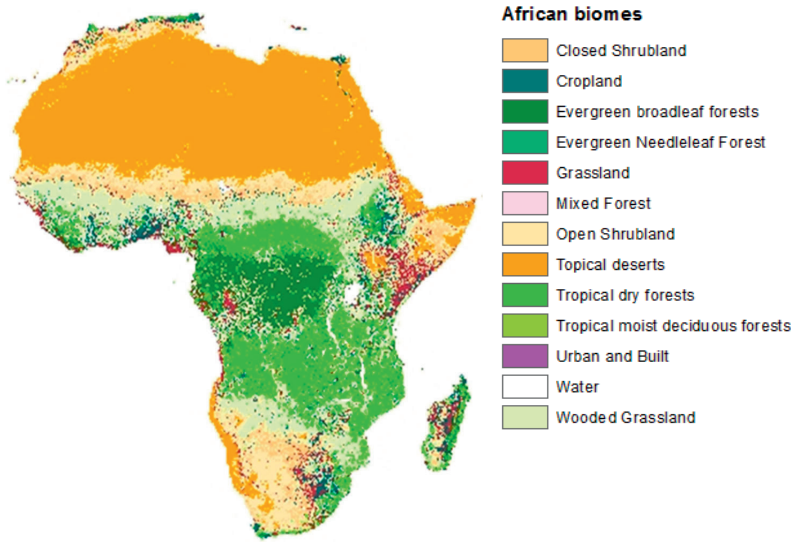 African biomes
Closed Shrubland
Cropland
Evergreen broadleaf forests
Evergreen Needleleaf Forest
Grassland
Mixed Forest
Open Shrubland
Topical deserts
Tropical dry forests
Tropical moist deciduous forests
Urban and Built
Water
Wooded Grassland